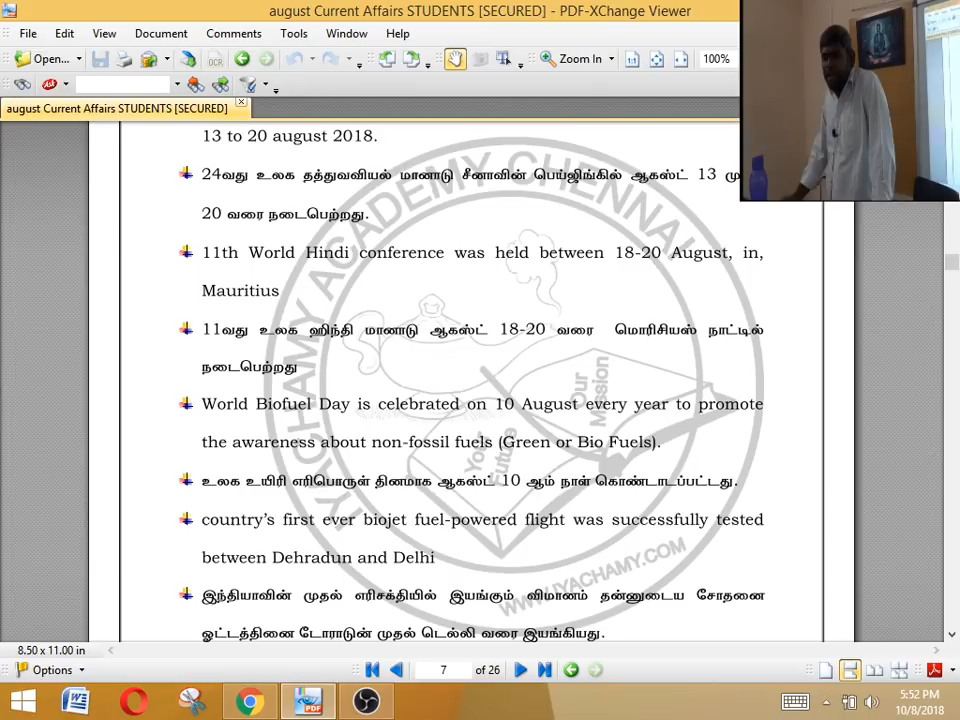 august Current Affairs STUDENTS [SECURED] - PDF-XChange Viewer
File Edit View Document Comments Tools Window Help
Open... OCR Zoom In 100%
august Current Affairs STUDENTS [SECURED]
13 to 20 august 2018.
24வது உலக தத்துவவியல் மானாடு சீனாவின் பெய்ஜிங்கில் ஆகஸ்ட் 13 மு
20 வரை நடைபெற்றது.
11th World Hindi conference was held between 18-20 August, in,
Mauritius
11வது உலக ஹிந்தி மானாடு ஆகஸ்ட் 18-20 வரை மொரிசியஸ் நாட்டில்
நடைபெற்றது
World Biofuel Day is celebrated on 10 August every year to promote
the awareness about non-fossil fuels (Green or Bio Fuels).
உலக உயிரி எரிபொருள் தினமாக ஆகஸ்ட் 10 ஆம் நாள் கொண்டாடப்பட்டது.
country's first ever biojet fuel-powered flight was successfully tested
between Dehradun and Delhi
இந்தியாவின் முதல் எரிசக்தியில் இயங்கும் விமானம் தன்னுடைய சோதனை
ஓட்டத்தினை டோராடுன் முதல் டெல்லி வரை இயங்கியது.
IYACHAMY ACADEMY CHENNAI
Your Future
Our Mission
WWW.IYACHAMY.COM
8.50 x 11.00 in
Options 7 of 26
5:52 PM
10/8/2018